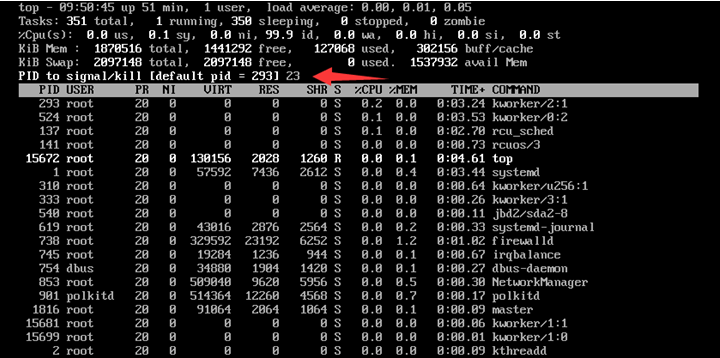 top - 09:50:45 up 51 min,  1 user,  load average: 0.00, 0.01, 0.05
Tasks: 351 total,   1 running, 350 sleeping,   0 stopped,   0 zombie
%Cpu(s):  0.0 us,  0.1 sy,  0.0 ni, 99.9 id,  0.0 wa,  0.0 hi,  0.0 si,  0.0 st
KiB Mem :  1870516 total,  1441292 free,   127068 used,   302156 buff/cache
KiB Swap:  2097148 total,  2097148 free,        0 used.  1537932 avail Mem
PID to signal/kill [default pid = 293] 23
PID USER PR NI VIRT RES SHR S %CPU %MEM TIME+ COMMAND
293 root 20 0 0 0 0 S 0.2 0.0 0:03.24 kworker/2:1
524 root 20 0 0 0 0 S 0.1 0.0 0:03.53 kworker/0:2
137 root 20 0 0 0 0 S 0.1 0.0 0:02.70 rcu_sched
141 root 20 0 0 0 0 S 0.0 0.0 0:00.73 rcuos/3
15672 root 20 0 130156 2028 1260 R 0.0 0.1 0:04.61 top
1 root 20 0 57592 7436 2612 S 0.0 0.4 0:03.44 systemd
310 root 20 0 0 0 0 S 0.0 0.0 0:00.64 kworker/u256:1
333 root 20 0 0 0 0 S 0.0 0.0 0:00.26 kworker/3:1
540 root 20 0 0 0 0 S 0.0 0.0 0:00.11 jbd2/sda2-8
619 root 20 0 43016 2876 2564 S 0.0 0.2 0:00.33 systemd-journal
738 root 20 0 329592 23192 6252 S 0.0 1.2 0:01.02 firewalld
745 root 20 0 19284 1236 944 S 0.0 0.1 0:00.67 irqbalance
754 dbus 20 0 34880 1904 1420 S 0.0 0.1 0:00.27 dbus-daemon
853 root 20 0 509040 9620 5956 S 0.0 0.5 0:00.30 NetworkManager
901 polkitd 20 0 514364 12260 4568 S 0.0 0.7 0:00.17 polkitd
1816 root 20 0 91064 2064 1064 S 0.0 0.1 0:00.09 master
15681 root 20 0 0 0 0 S 0.0 0.0 0:00.06 kworker/1:1
15699 root 20 0 0 0 0 S 0.0 0.0 0:00.01 kworker/1:0
2 root 20 0 0 0 0 S 0.0 0.0 0:00.09 kthreadd